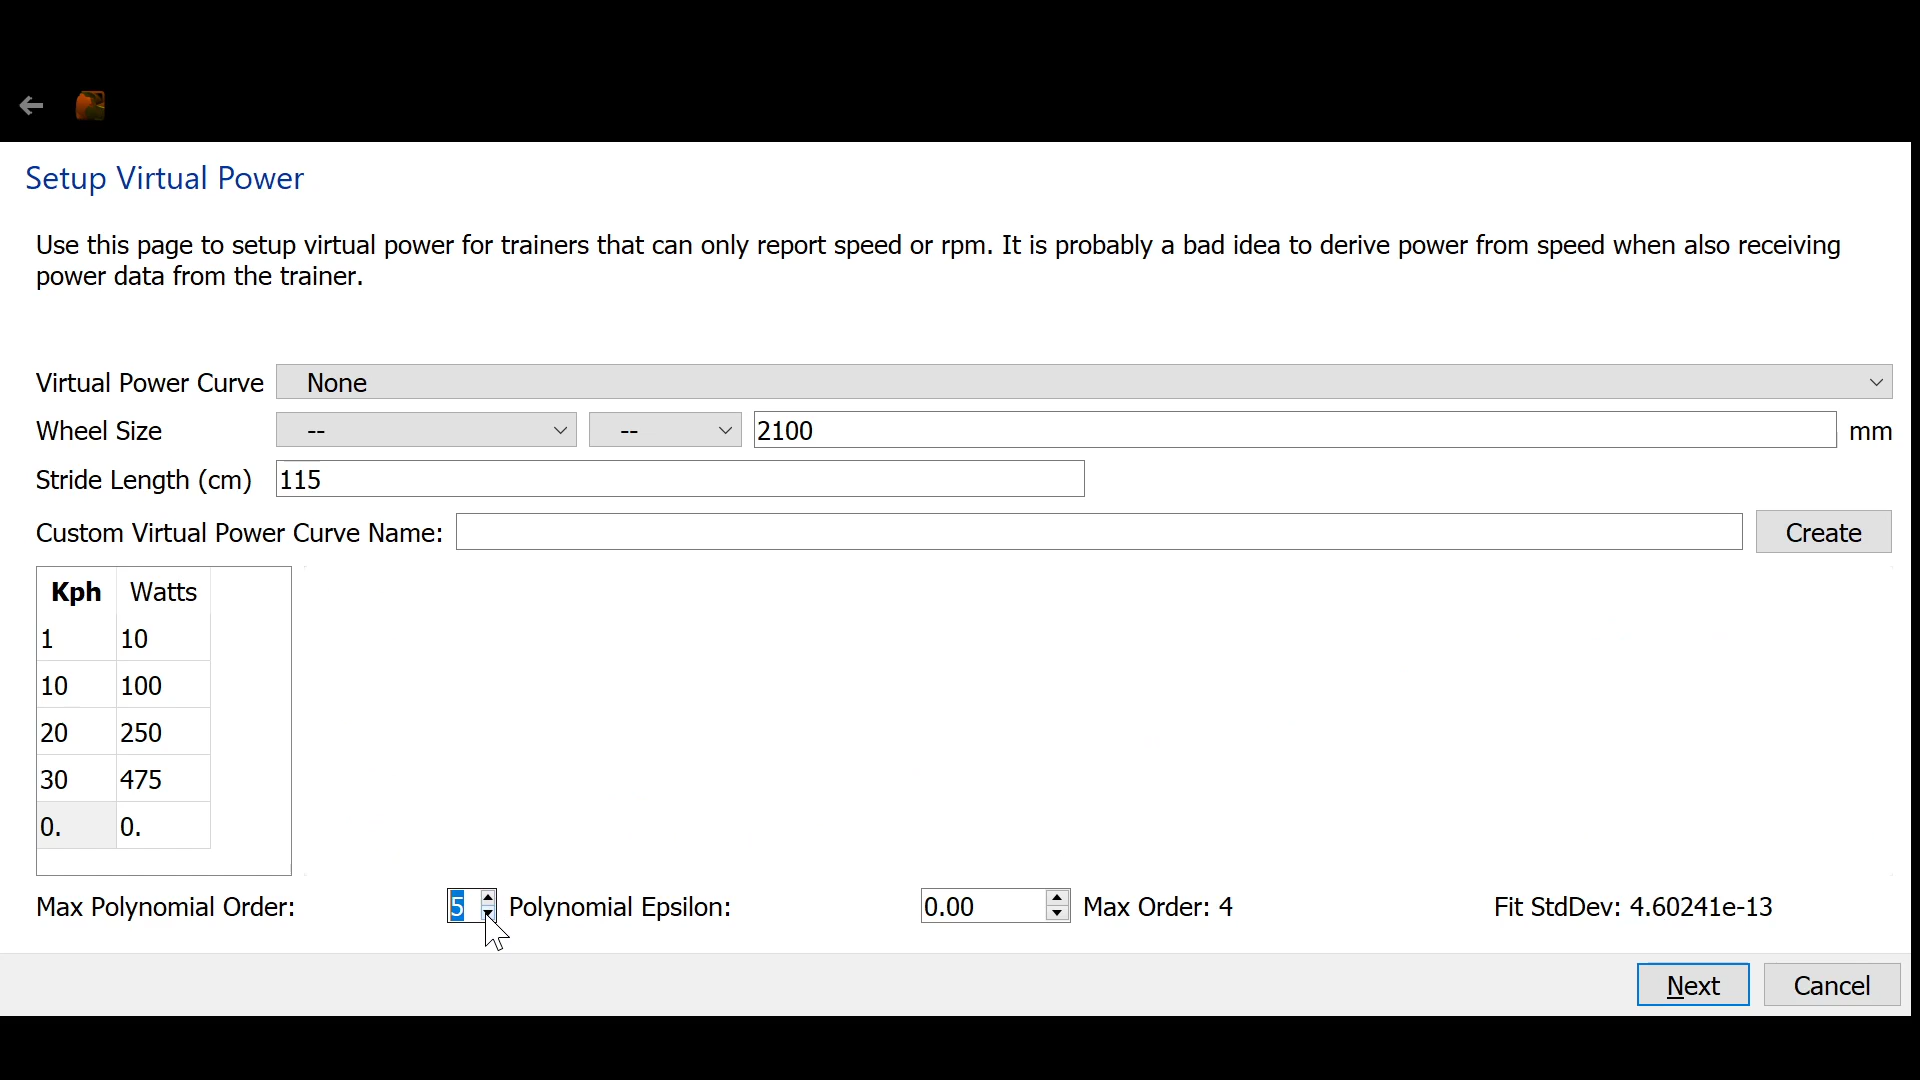 Setup Virtual Power
Use this page to setup virtual power for trainers that can only report speed or rpm. It is probably a bad idea to derive power from speed when also receiving
power data from the trainer.
Virtual Power Curve None
Wheel Size -- -- 2100 mm
Stride Length (cm) 115
Custom Virtual Power Curve Name: Create
Kph Watts
1 10
10 100
20 250
30 475
0. 0.
Max Polynomial Order: 5 Polynomial Epsilon: 0.00 Max Order: 4 Fit StdDev: 4.60241e-13
Next Cancel